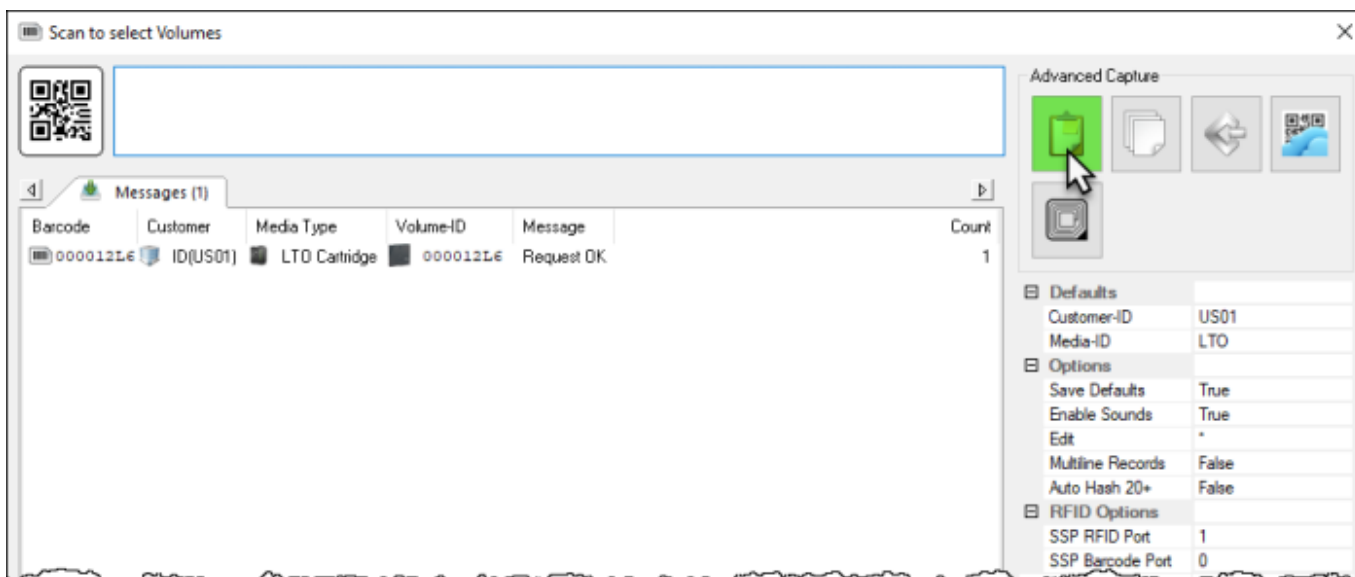 Scan to select Volumes
Advanced Capture
Messages (1)
Barcode Customer Media Type Volume-ID Message Count
000012L6 ID(US01) LTO Cartridge 000012L6 Request OK 1
Defaults
Customer-ID US01
Media-ID LTO
Options
Save Defaults True
Enable Sounds True
Edit *
Multiline Records False
Auto Hash 20+ False
RFID Options
SSP RFID Port 1
SSP Barcode Port 0